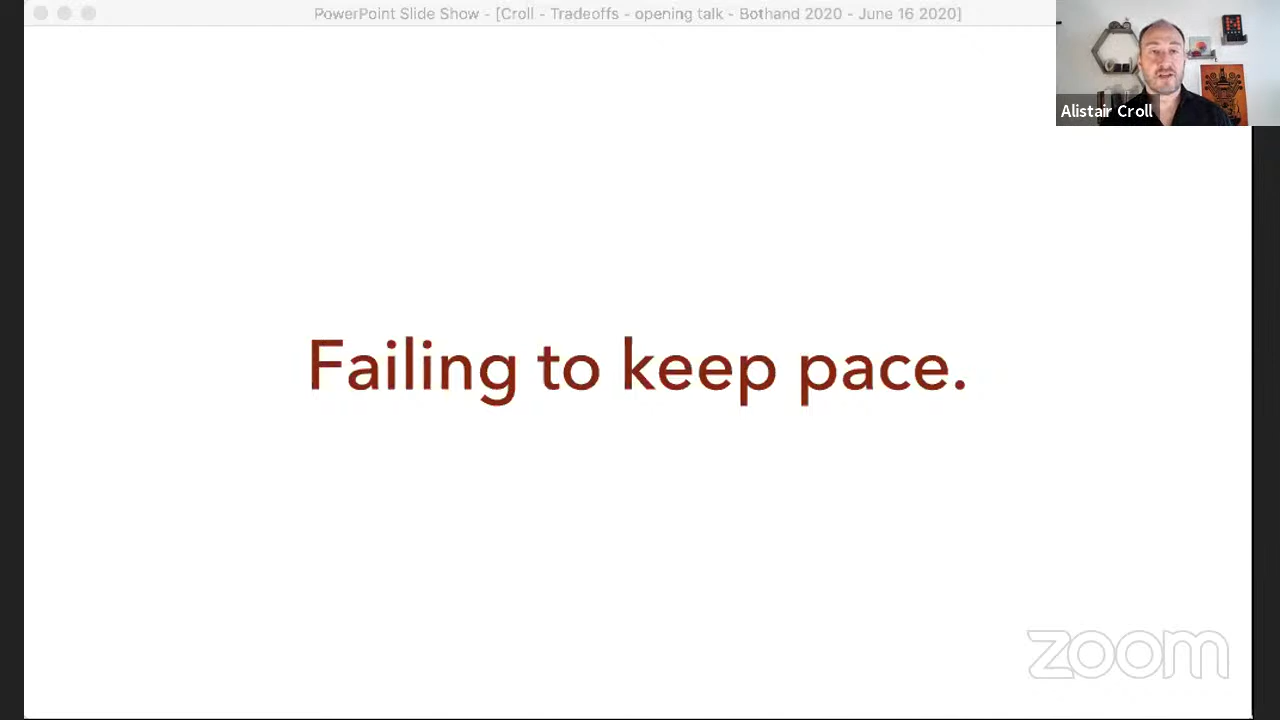 PowerPoint Slide Show - [Croll - Tradeoffs - opening talk - Bothand 2020 - June 16 2020]
Alistair Croll
Failing to keep pace.
zoom